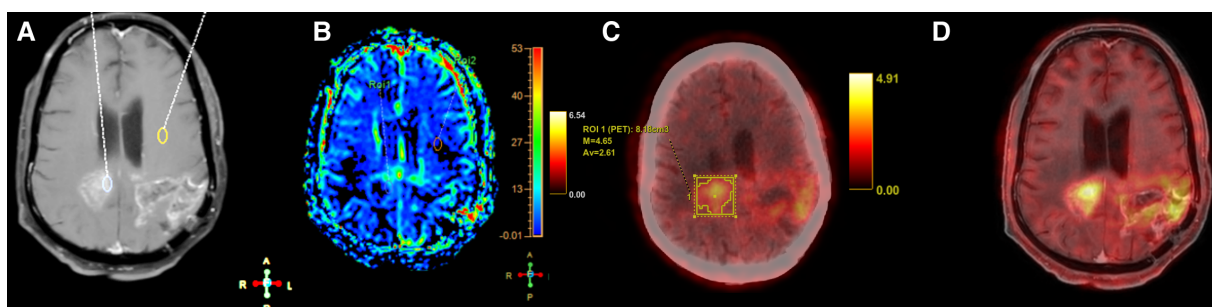 A
R
L
A
B
Roi1
Roi2
53
40
27
13
-0.01
6.54
0.00
A
R
P
C
ROI 1 (PET): 8.18cm3
M=4.65
Av=2.61
1
4.91
0.00
D